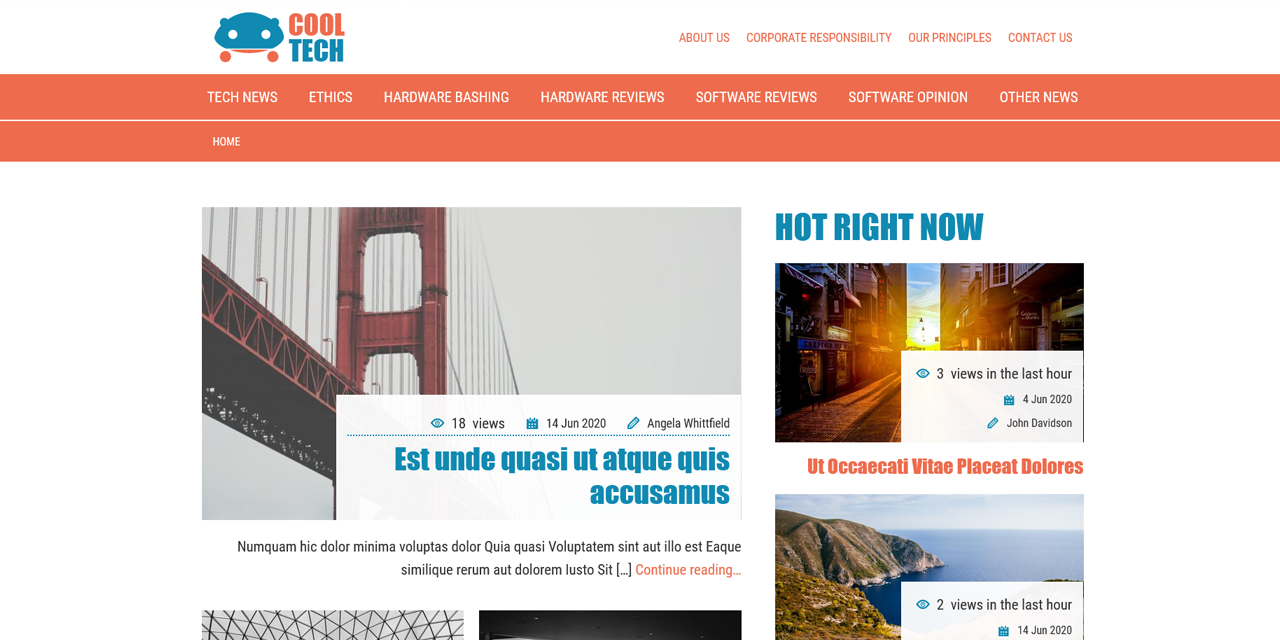 COOL
TECH
ABOUT US CORPORATE RESPONSIBILITY OUR PRINCIPLES CONTACT US
TECH NEWS ETHICS HARDWARE BASHING HARDWARE REVIEWS SOFTWARE REVIEWS SOFTWARE OPINION OTHER NEWS
HOME
18 views 14 Jun 2020 Angela Whittfield
Est unde quasi ut atque quis
accusamus
Numquam hic dolor minima voluptas dolor Quia quasi Voluptatem sint aut illo est Eaque
similique rerum aut dolorem Iusto Sit [...] Continue reading...
HOT RIGHT NOW
3 views in the last hour
4 Jun 2020
John Davidson
Ut Occaecati Vitae Placeat Dolores
2 views in the last hour
14 Jun 2020